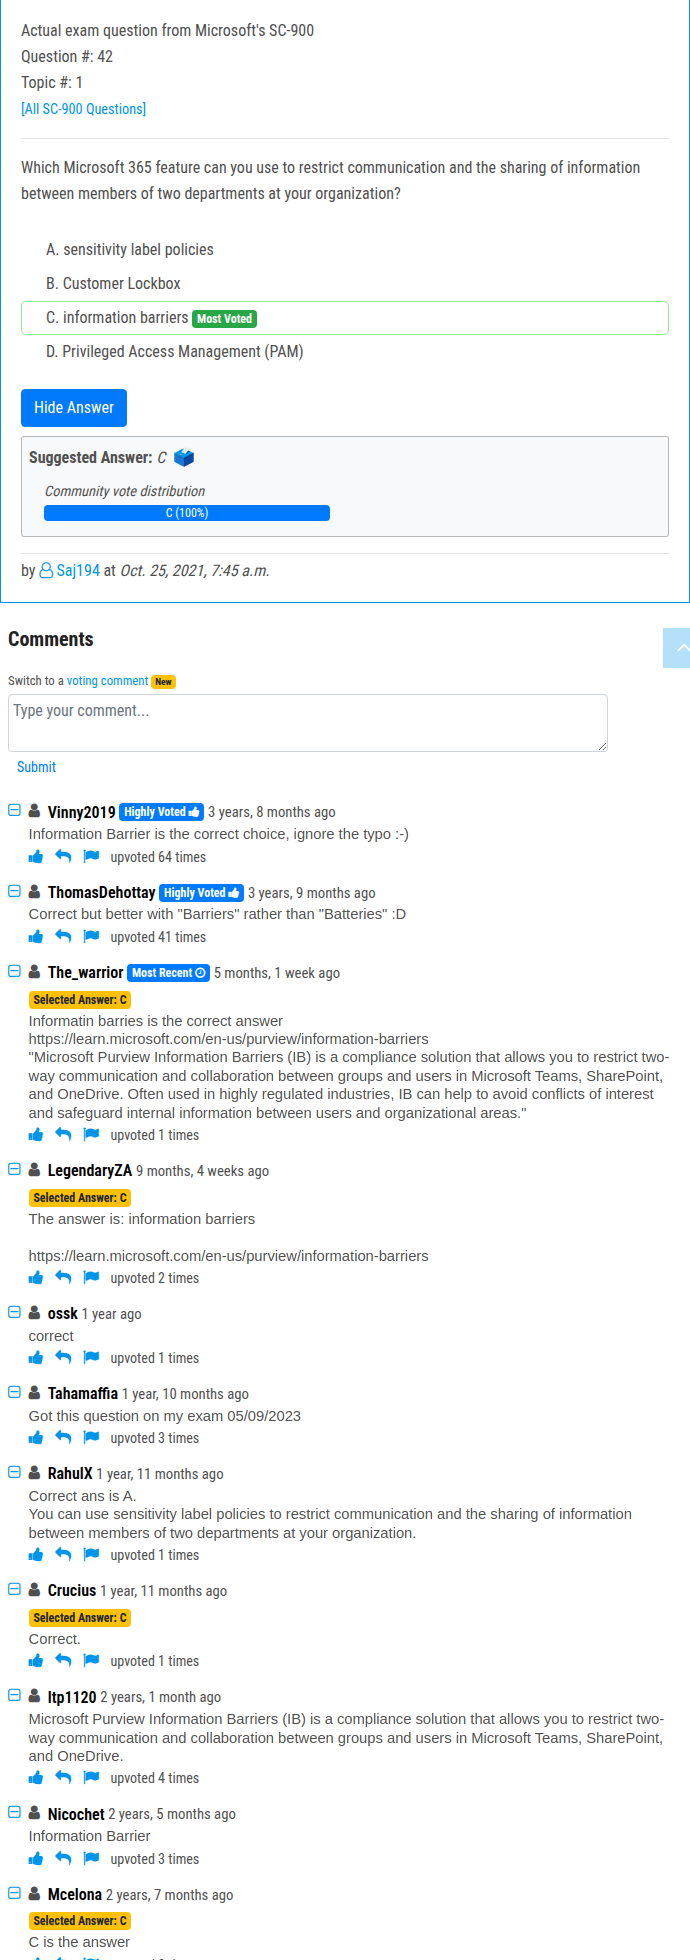 Actual exam question from Microsoft's SC-900
Question #: 42
Topic #: 1
[All SC-900 Questions]
Which Microsoft 365 feature can you use to restrict communication and the sharing of information
between members of two departments at your organization?
A. sensitivity label policies
B. Customer Lockbox
C. information barriers Most Voted
D. Privileged Access Management (PAM)
Hide Answer
Suggested Answer: C
Community vote distribution
C (100%)
by Saj194 at Oct. 25, 2021, 7:45 a.m.
Comments
Switch to a voting comment New
Type your comment...
Submit
Vinny2019 Highly Voted 3 years, 8 months ago
Information Barrier is the correct choice, ignore the typo :-)
upvoted 64 times
ThomasDehottay Highly Voted 3 years, 9 months ago
Correct but better with "Barriers" rather than "Batteries" :D
upvoted 41 times
The_warrior Most Recent 5 months, 1 week ago
Selected Answer: C
Informatin barries is the correct answer
https://learn.microsoft.com/en-us/purview/information-barriers
"Microsoft Purview Information Barriers (IB) is a compliance solution that allows you to restrict two-
way communication and collaboration between groups and users in Microsoft Teams, SharePoint,
and OneDrive. Often used in highly regulated industries, IB can help to avoid conflicts of interest
and safeguard internal information between users and organizational areas."
upvoted 1 times
LegendaryZA 9 months, 4 weeks ago
Selected Answer: C
The answer is: information barriers
https://learn.microsoft.com/en-us/purview/information-barriers
upvoted 2 times
ossk 1 year ago
correct
upvoted 1 times
Tahamaffia 1 year, 10 months ago
Got this question on my exam 05/09/2023
upvoted 3 times
RahulX 1 year, 11 months ago
Correct ans is A.
You can use sensitivity label policies to restrict communication and the sharing of information
between members of two departments at your organization.
upvoted 1 times
Crucius 1 year, 11 months ago
Selected Answer: C
Correct.
upvoted 1 times
ltp1120 2 years, 1 month ago
Microsoft Purview Information Barriers (IB) is a compliance solution that allows you to restrict two-
way communication and collaboration between groups and users in Microsoft Teams, SharePoint,
and OneDrive.
upvoted 4 times
Nicochet 2 years, 5 months ago
Information Barrier
upvoted 3 times
Mcelona 2 years, 7 months ago
Selected Answer: C
C is the answer